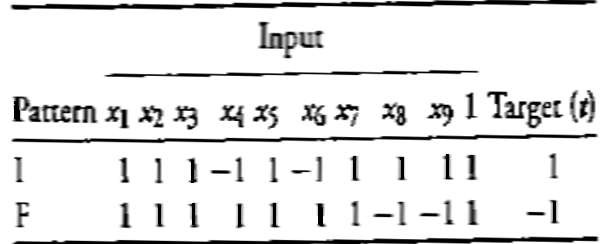 Input
Pattern x1 x2 x3 x4 x5 x6 x7 x8 x9 1 Target (t)
I 1 1 1 −1 1 −1 1 1 1 1 1
F 1 1 1 1 1 1 1 −1 −1 1 −1